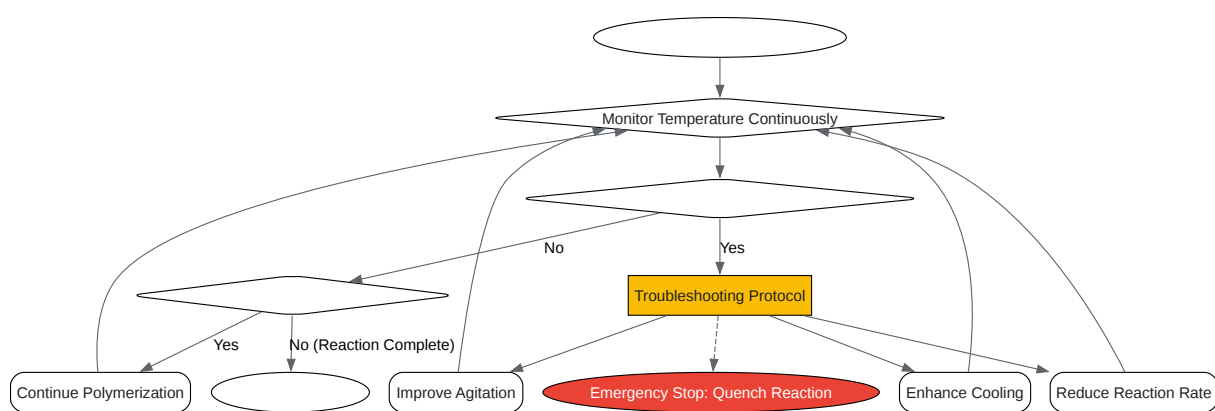 Monitor Temperature Continuously
No
Yes
Troubleshooting Protocol
Yes
No (Reaction Complete)
Continue Polymerization
Improve Agitation
Emergency Stop: Quench Reaction
Enhance Cooling
Reduce Reaction Rate